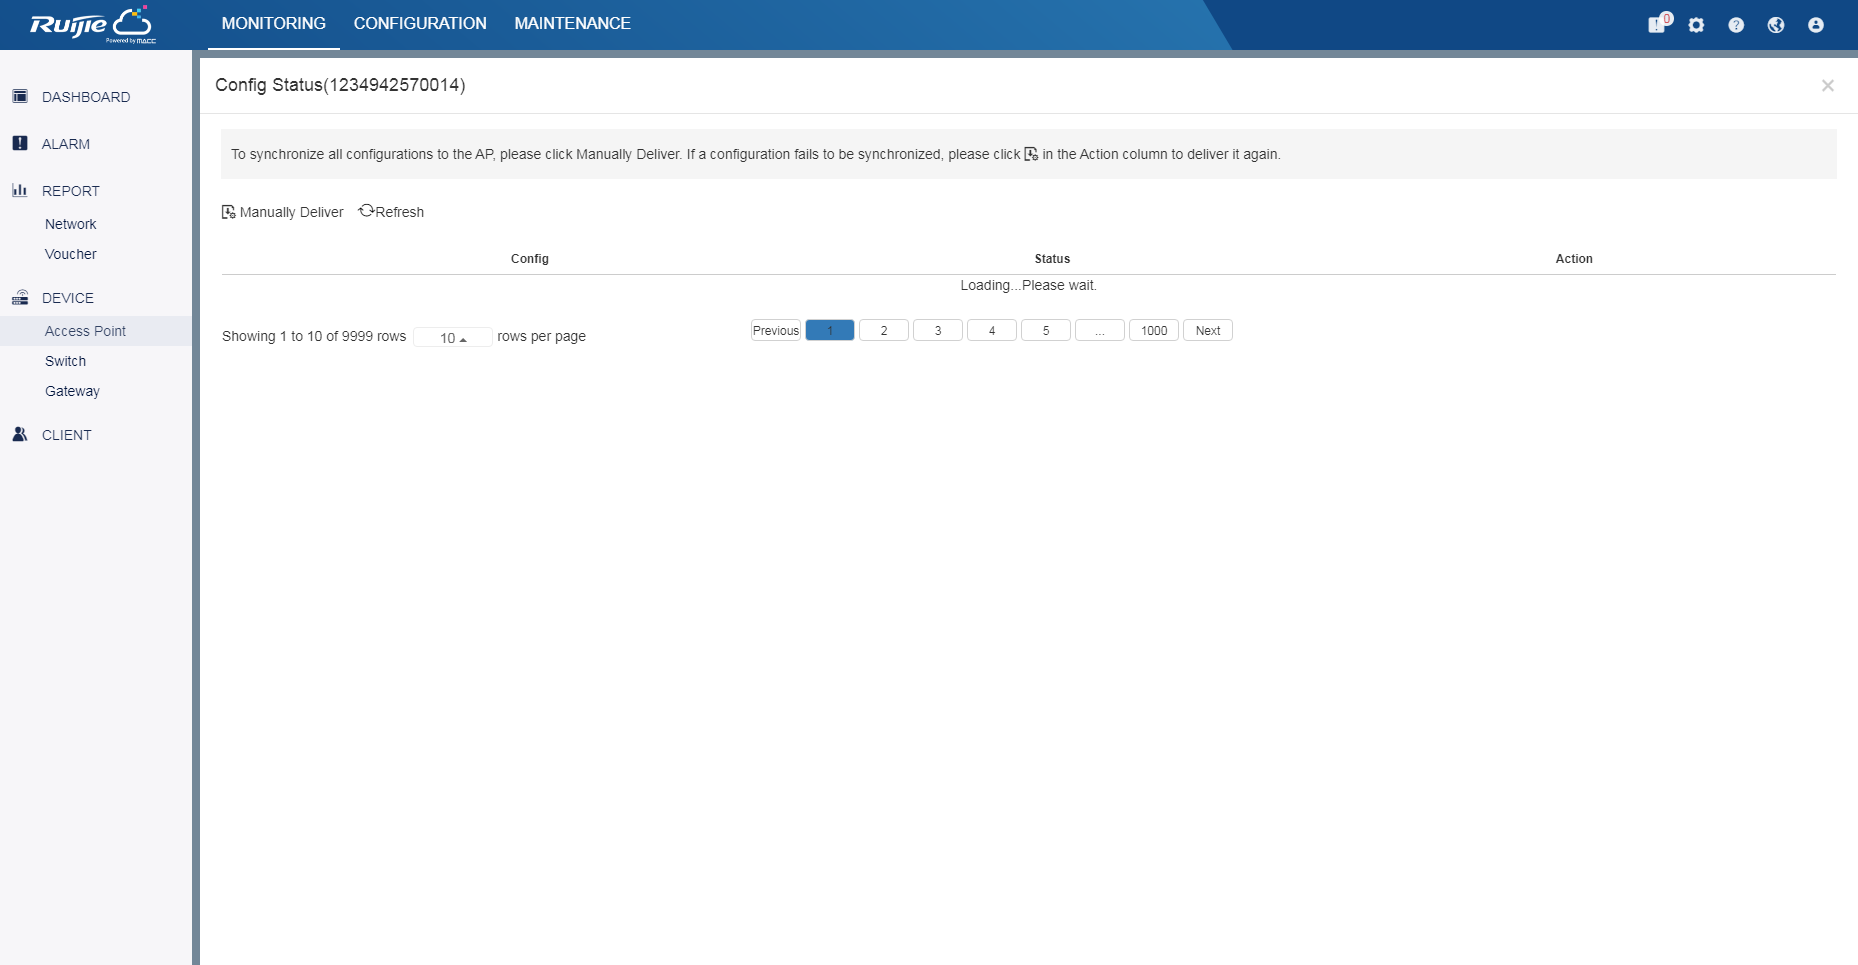 Ruijie
Powered by MACC
MONITORING CONFIGURATION MAINTENANCE
0
DASHBOARD
ALARM
REPORT
Network
Voucher
DEVICE
Access Point
Switch
Gateway
CLIENT
Config Status(1234942570014)
×
To synchronize all configurations to the AP, please click Manually Deliver. If a configuration fails to be synchronized, please click in the Action column to deliver it again.
Manually Deliver Refresh
Config Status Action
Loading...Please wait.
Showing 1 to 10 of 9999 rows 10 rows per page
Previous 1 2 3 4 5 ... 1000 Next